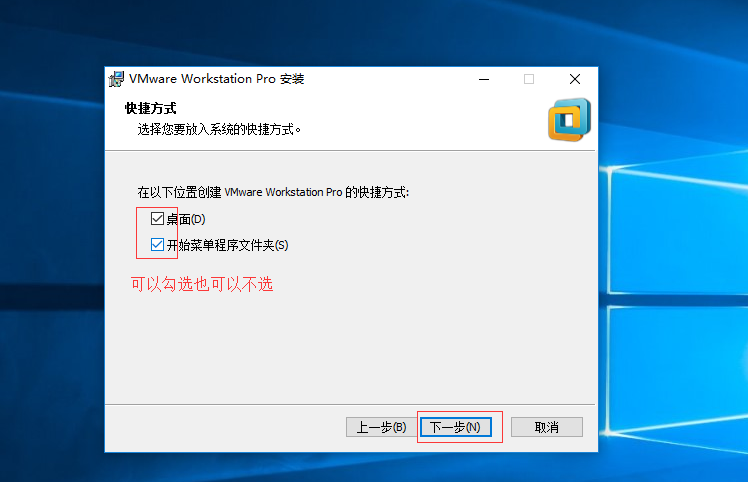 VMware Workstation Pro 安装
快捷方式
选择您要放入系统的快捷方式。
在以下位置创建 VMware Workstation Pro 的快捷方式:
桌面(D)
开始菜单程序文件夹(S)
可以勾选也可以不选
上一步(B) 下一步(N) 取消